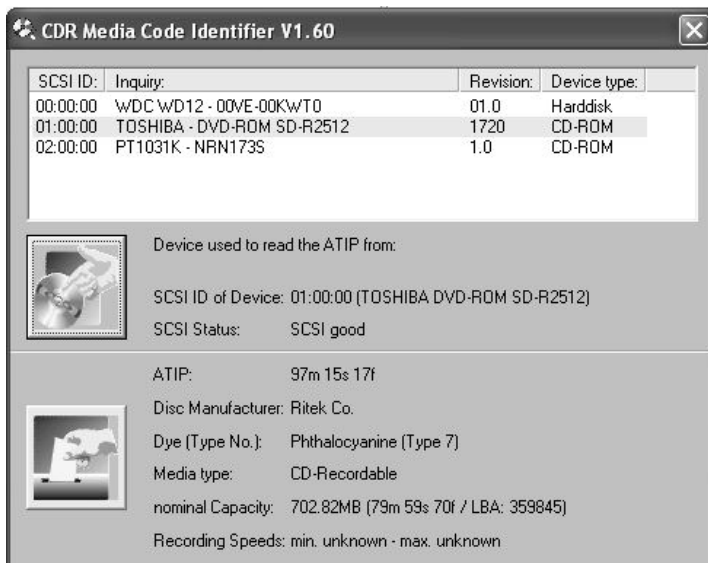 CDR Media Code Identifier V1.60
SCSI ID: Inquiry: Revision: Device type:
00:00:00 WDC WD12 - 00VE-00KWT0 01.0 Harddisk
01:00:00 TOSHIBA - DVD-ROM SD-R2512 1720 CD-ROM
02:00:00 PT1031K - NRN173S 1.0 CD-ROM
Device used to read the ATIP from:
SCSI ID of Device: 01:00:00 (TOSHIBA DVD-ROM SD-R2512)
SCSI Status: SCSI good
ATIP: 97m 15s 17f
Disc Manufacturer: Ritek Co.
Dye (Type No.): Phthalocyanine (Type 7)
Media type: CD-Recordable
nominal Capacity: 702.82MB (79m 59s 70f / LBA: 359845)
Recording Speeds: min. unknown - max. unknown